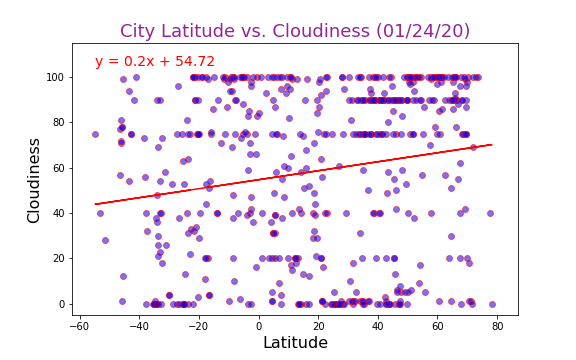 City Latitude vs. Cloudiness (01/24/20)
y = 0.2x + 54.72
100
80
60
40
20
0
Cloudiness
−60 −40 −20 0 20 40 60 80
Latitude